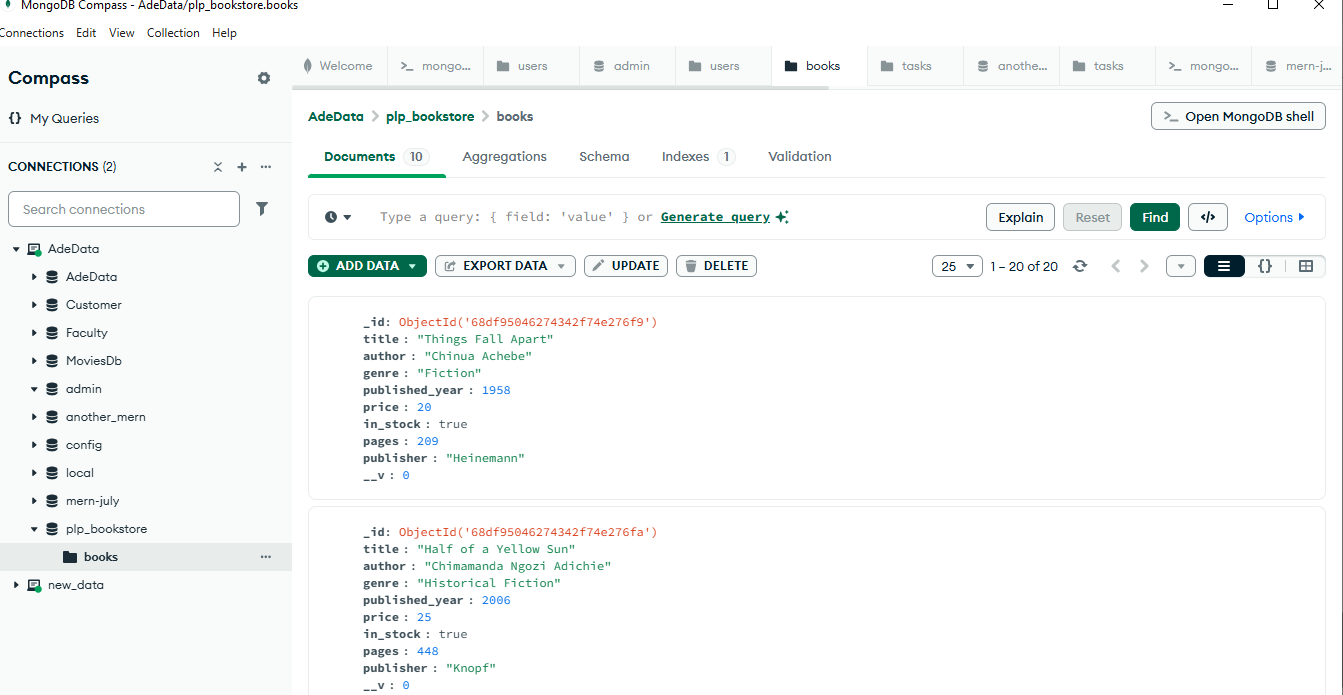 MongoDB Compass - AdeData/plp_bookstore.books
Connections Edit View Collection Help
Compass
{} My Queries
CONNECTIONS (2)
Search connections
AdeData
AdeData
Customer
Faculty
MoviesDb
admin
another_mern
config
local
mern-july
plp_bookstore
books
new_data
Welcome >_ mongo... users admin users books tasks anothe... tasks >_ mongo... mern-j...
AdeData > plp_bookstore > books
>_ Open MongoDB shell
Documents 10 Aggregations Schema Indexes 1 Validation
Type a query: { field: 'value' } or Generate query
Explain Reset Find </> Options
ADD DATA EXPORT DATA UPDATE DELETE
25 1 – 20 of 20 {}
_id: ObjectId('68df95046274342f74e276f9')
title : "Things Fall Apart"
author : "Chinua Achebe"
genre : "Fiction"
published_year : 1958
price : 20
in_stock : true
pages : 209
publisher : "Heinemann"
__v : 0
_id: ObjectId('68df95046274342f74e276fa')
title : "Half of a Yellow Sun"
author : "Chimamanda Ngozi Adichie"
genre : "Historical Fiction"
published_year : 2006
price : 25
in_stock : true
pages : 448
publisher : "Knopf"
__v : 0